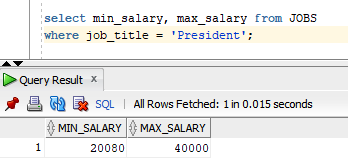 select min_salary, max_salary from JOBS
where job_title = 'President';
Query Result x
SQL | All Rows Fetched: 1 in 0.015 seconds
MIN_SALARY MAX_SALARY
1 20080 40000